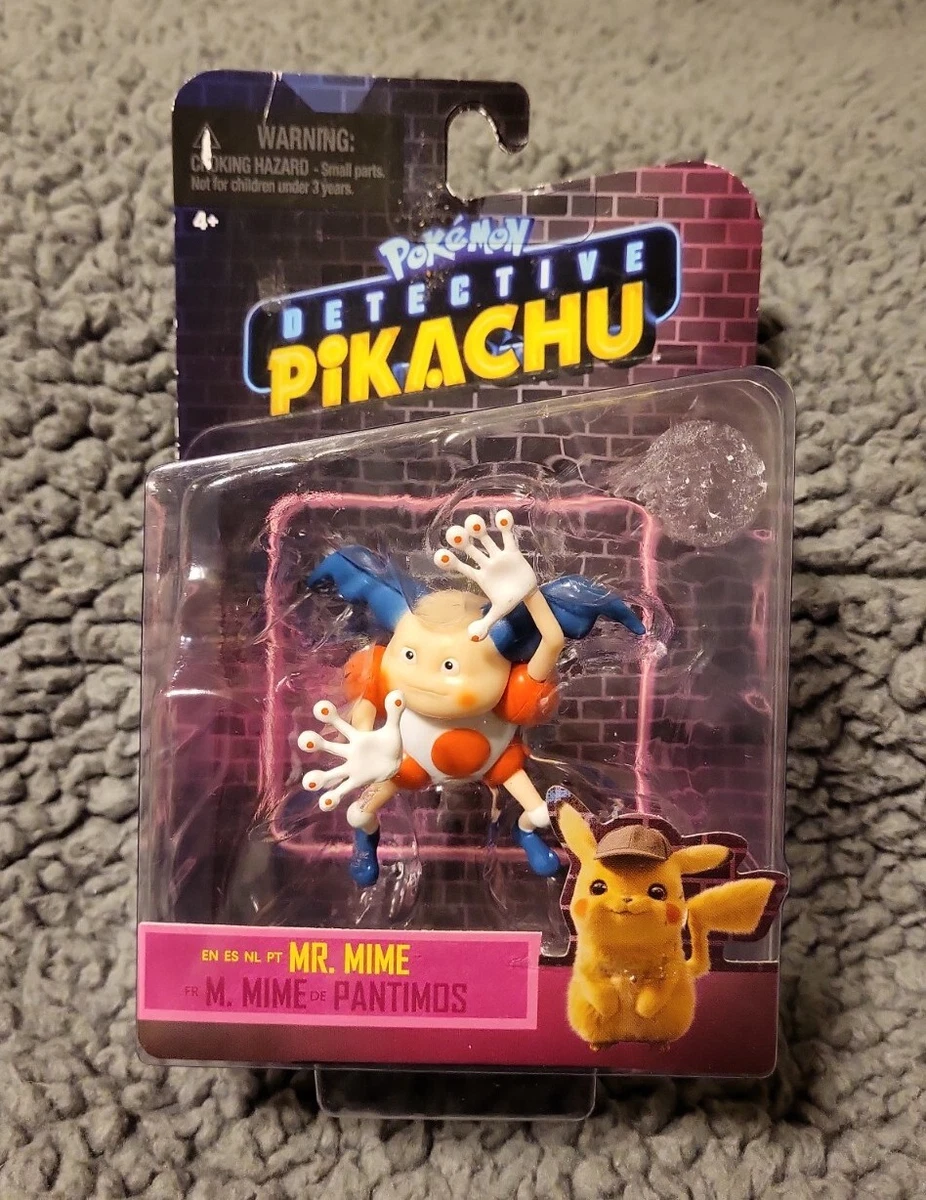 WARNING:
CHOKING HAZARD - Small parts.
Not for children under 3 years.
4+
POKéMON
DETECTIVE
PiKACHU
EN ES NL PT MR. MIME
FR M. MIME DE PANTIMOS